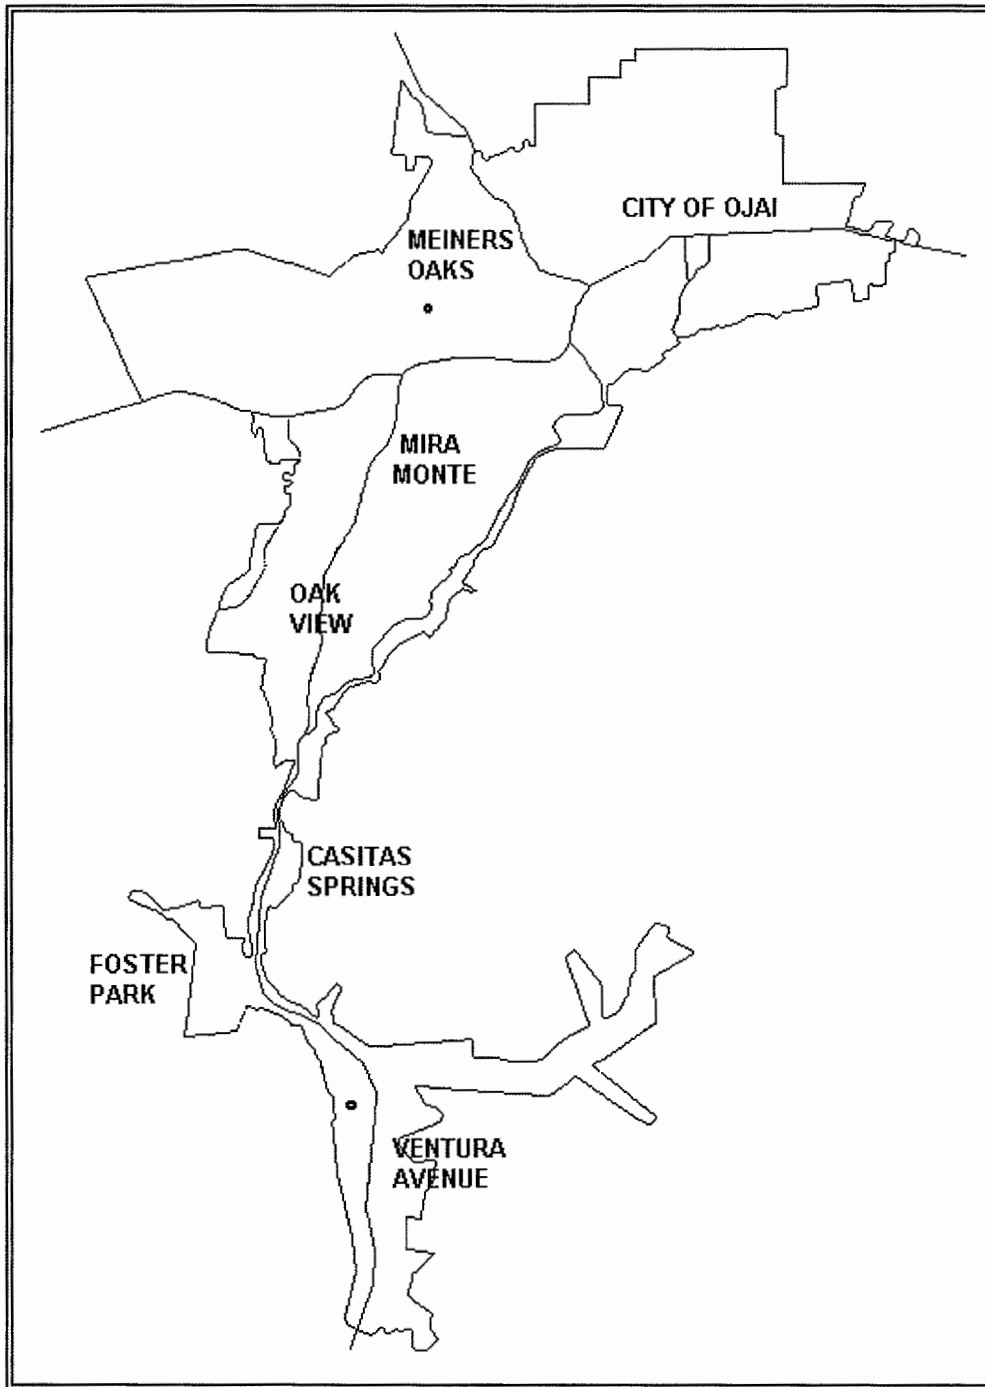 CITY OF OJAI
MEINERS
OAKS
MIRA
MONTE
OAK
VIEW
CASITAS
SPRINGS
FOSTER
PARK
VENTURA
AVENUE